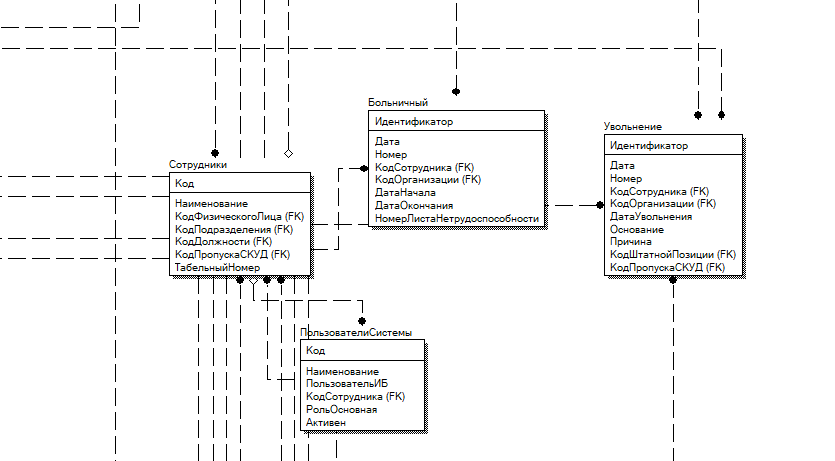 Больничный
Идентификатор
Дата
Номер
КодСотрудника (FK)
КодОрганизации (FK)
ДатаНачала
ДатаОкончания
НомерЛистаНетрудоспособности
Увольнение
Идентификатор
Дата
Номер
КодСотрудника (FK)
КодОрганизации (FK)
ДатаУвольнения
Основание
Причина
КодШтатнойПозиции (FK)
КодПропускаСКУД (FK)
Сотрудники
Код
Наименование
КодФизическогоЛица (FK)
КодПодразделения (FK)
КодДолжности (FK)
КодПропускаСКУД (FK)
ТабельныйНомер
ПользователиСистемы
Код
Наименование
ПользовательИБ
КодСотрудника (FK)
РольОсновная
Активен